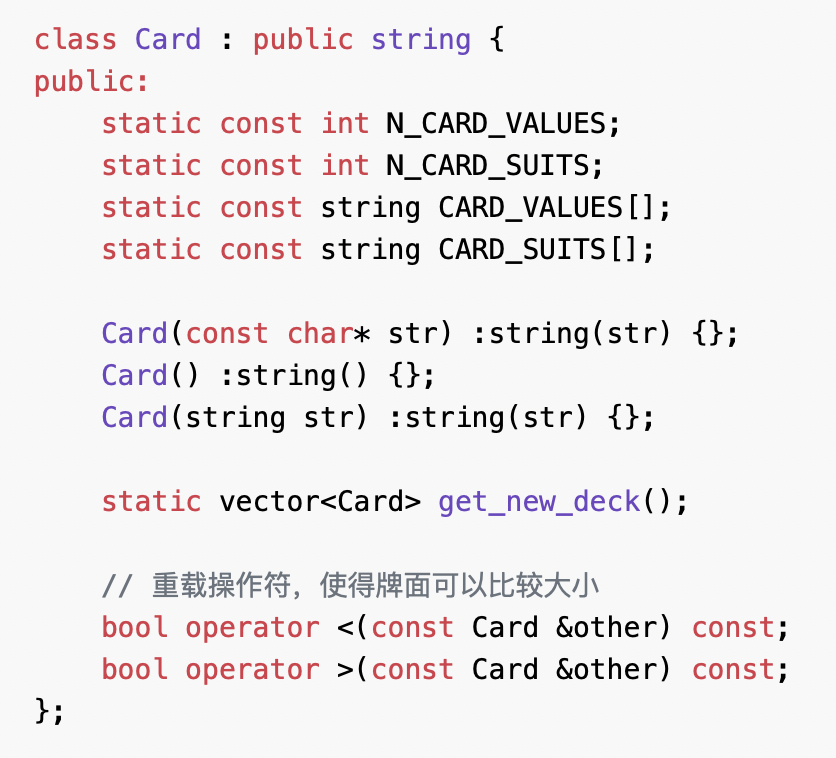 class Card : public string {
public:
    static const int N_CARD_VALUES;
    static const int N_CARD_SUITS;
    static const string CARD_VALUES[];
    static const string CARD_SUITS[];

    Card(const char* str) :string(str) {};
    Card() :string() {};
    Card(string str) :string(str) {};

    static vector<Card> get_new_deck();

    // 重载操作符，使得牌面可以比较大小
    bool operator <(const Card &other) const;
    bool operator >(const Card &other) const;
};